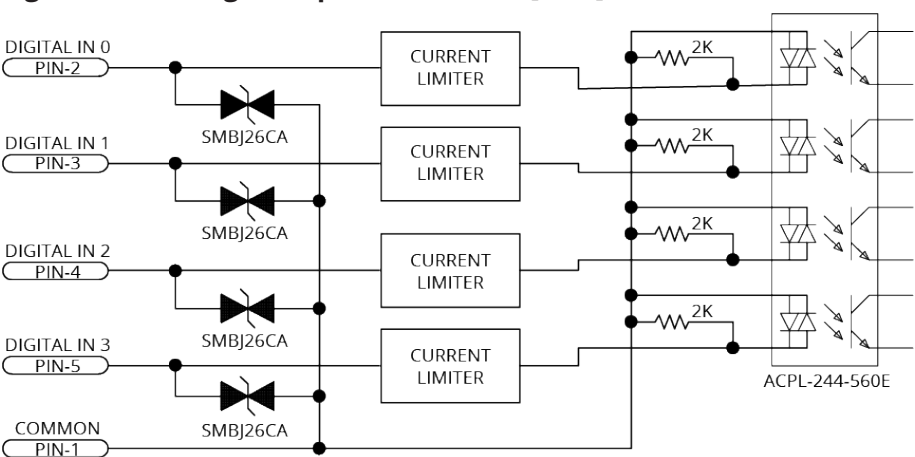 DIGITAL IN 0
PIN-2
SMBJ26CA
CURRENT
LIMITER
2K
DIGITAL IN 1
PIN-3
SMBJ26CA
CURRENT
LIMITER
2K
DIGITAL IN 2
PIN-4
SMBJ26CA
CURRENT
LIMITER
2K
DIGITAL IN 3
PIN-5
SMBJ26CA
CURRENT
LIMITER
2K
ACPL-244-560E
COMMON
PIN-1